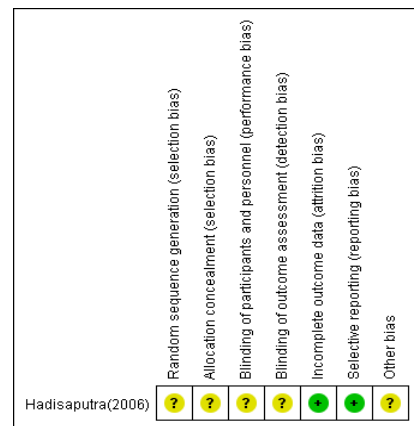 Random sequence generation (selection bias)
Allocation concealment (selection bias)
Blinding of participants and personnel (performance bias)
Blinding of outcome assessment (detection bias)
Incomplete outcome data (attrition bias)
Selective reporting (reporting bias)
Other bias
Hadisaputra(2006) ? ? ? ? + + ?